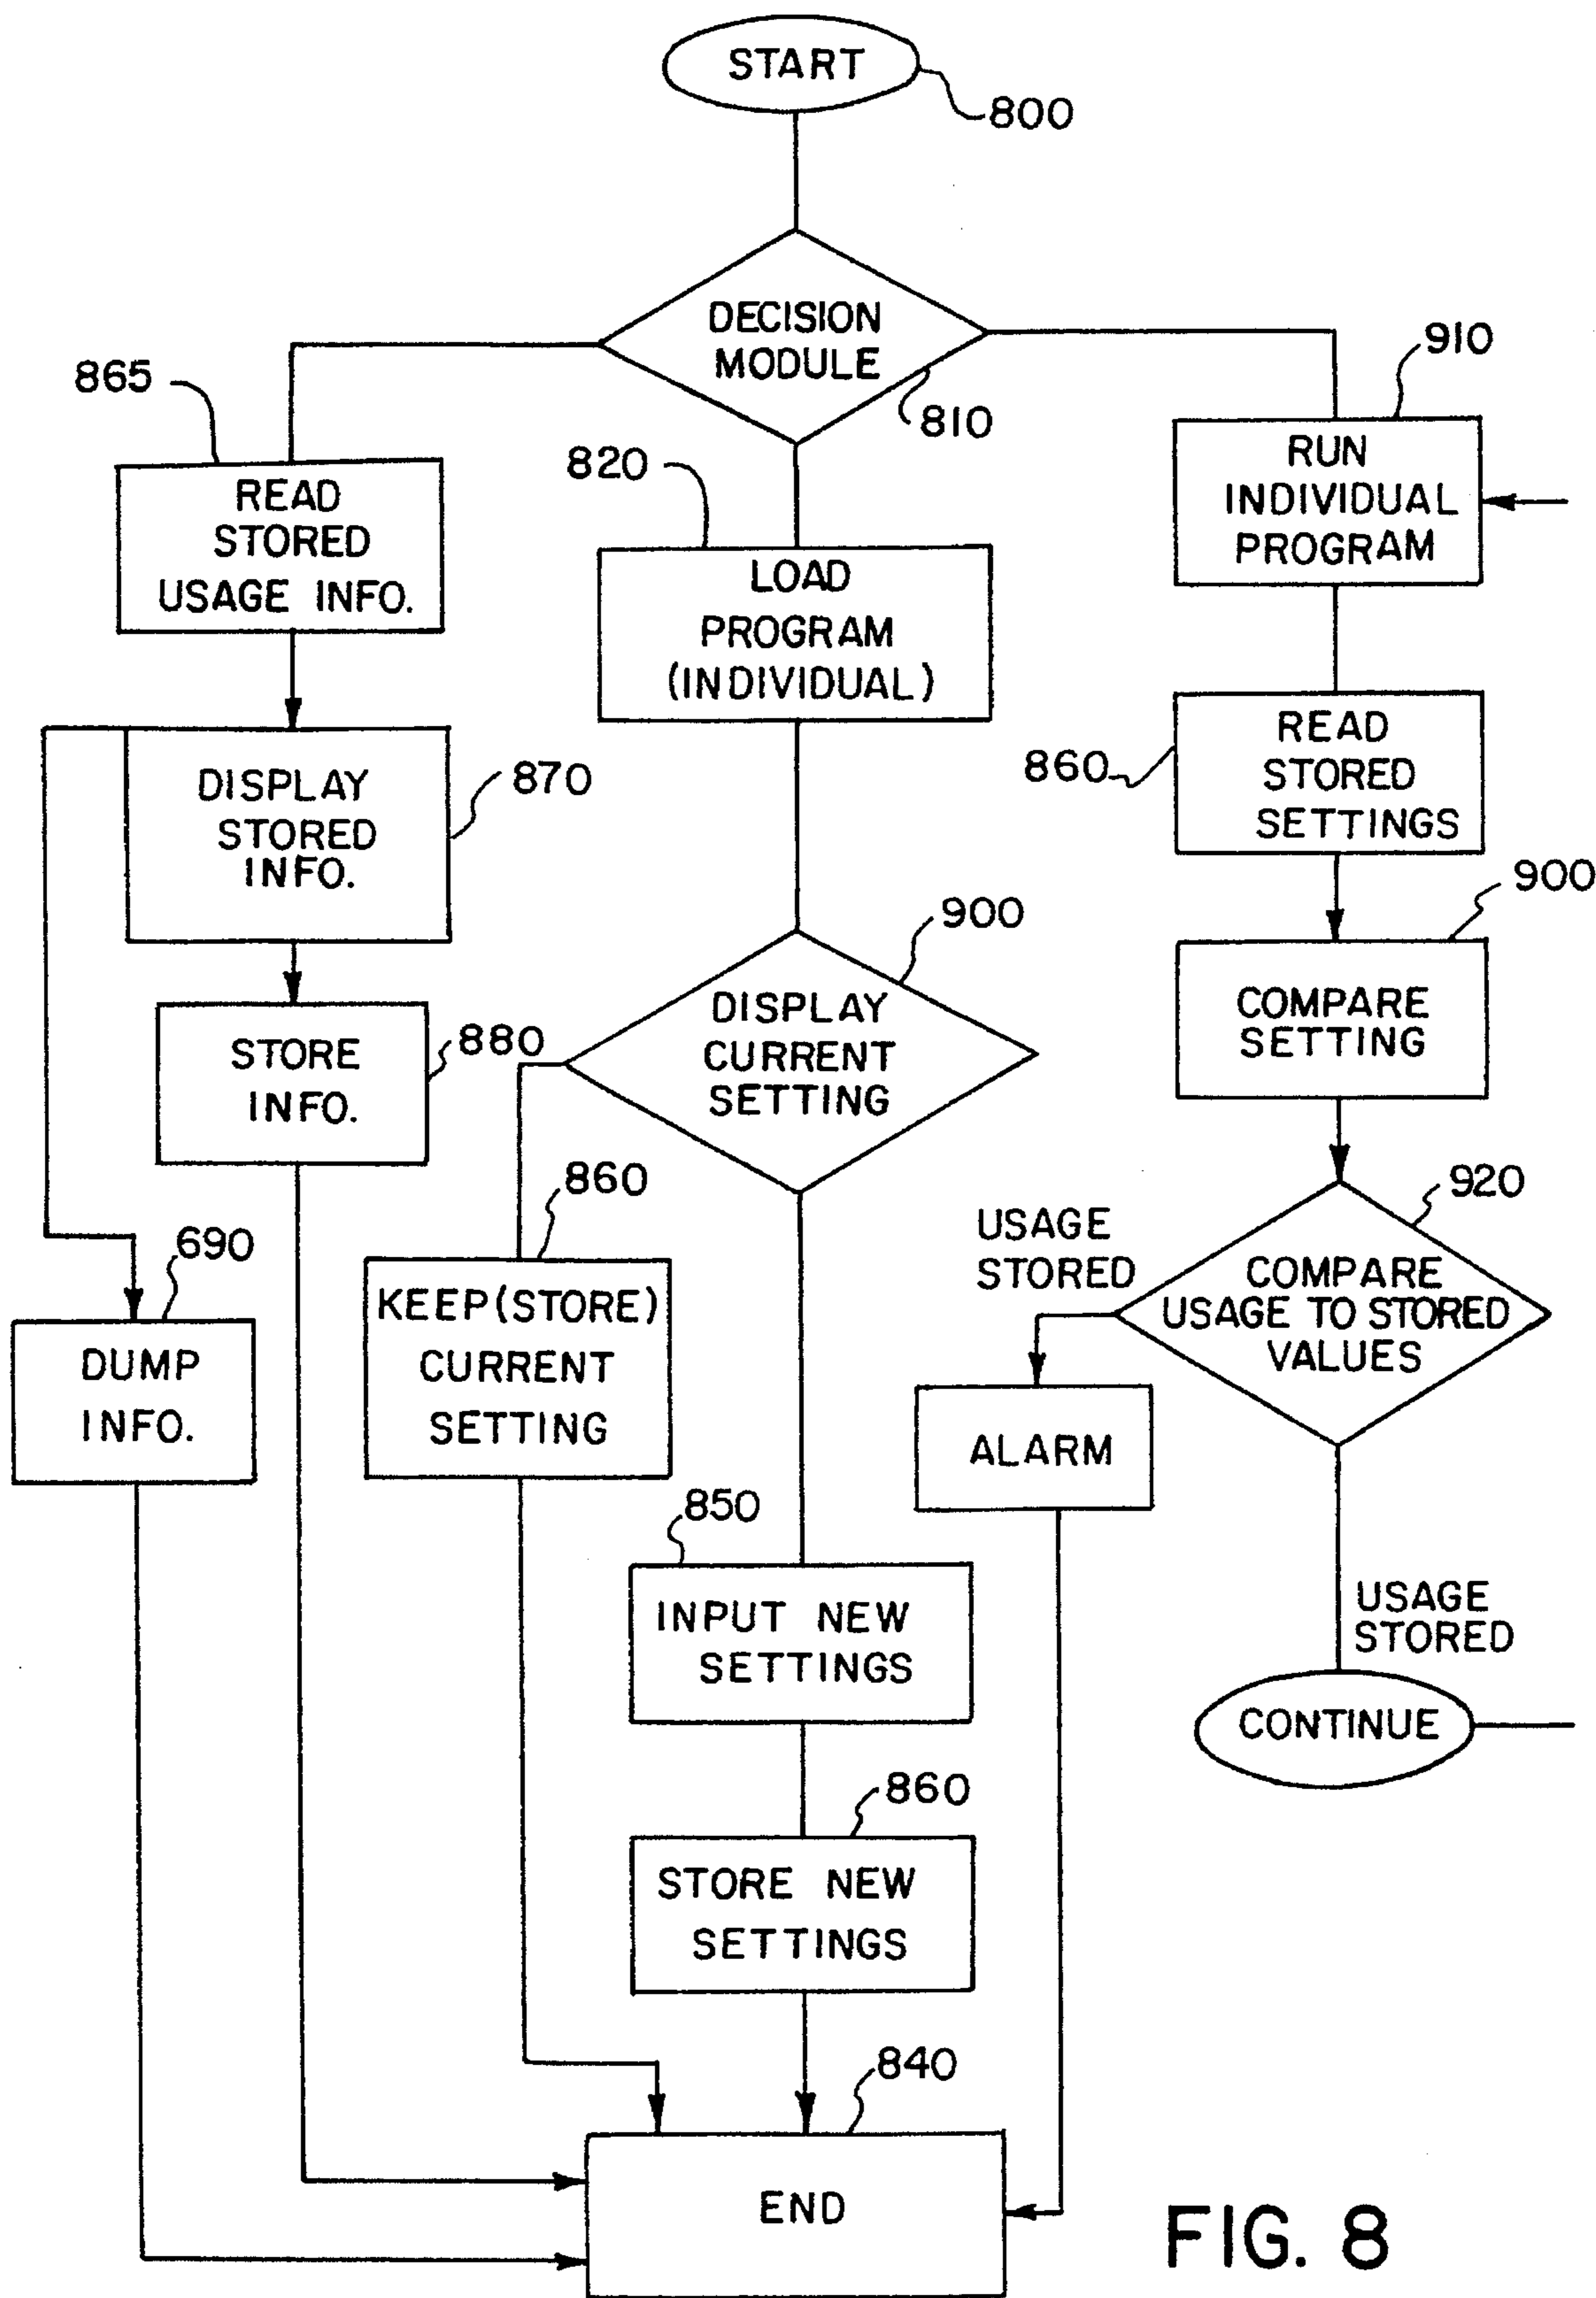 START
800
DECISION
MODULE
810
865
READ
STORED
USAGE INFO.
820
LOAD
PROGRAM
(INDIVIDUAL)
910
RUN
INDIVIDUAL
PROGRAM
DISPLAY
STORED
INFO.
870
860
READ
STORED
SETTINGS
900
DISPLAY
CURRENT
SETTING
900
COMPARE
SETTING
STORE
INFO.
880
860
KEEP (STORE)
CURRENT
SETTING
690
DUMP
INFO.
920
COMPARE
USAGE TO STORED
VALUES
USAGE
STORED
ALARM
850
INPUT NEW
SETTINGS
USAGE
STORED
CONTINUE
860
STORE NEW
SETTINGS
840
END
FIG. 8